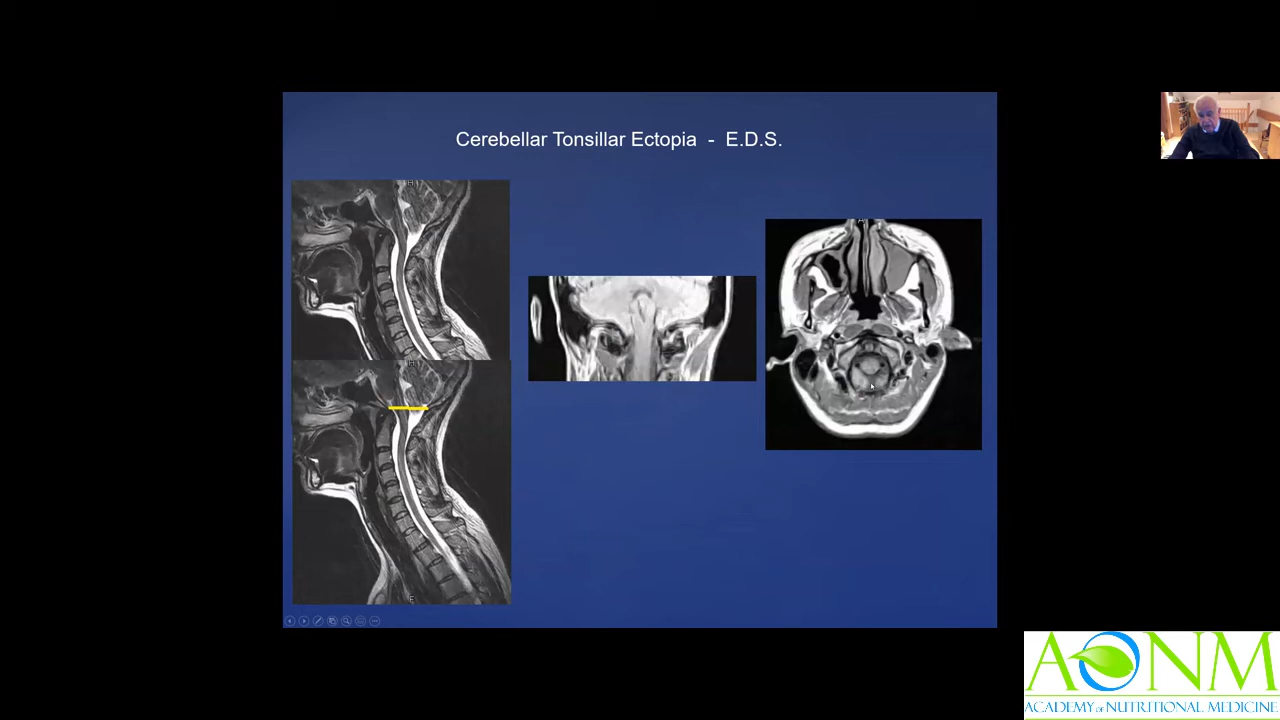 Cerebellar Tonsillar Ectopia - E.D.S.
H
A
H
F
AONM
ACADEMY of NUTRITIONAL MEDICINE